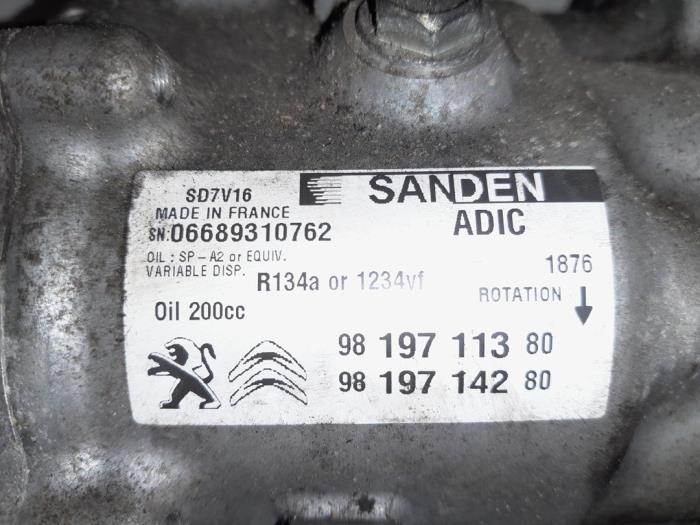 SD7V16 SANDEN
MADE IN FRANCE ADIC
SN:06689310762
OIL : SP-A2 or EQUIV.
VARIABLE DISP.
R134a or 1234vf 1876
Oil 200cc ROTATION ↓
98 197 113 80
98 197 142 80